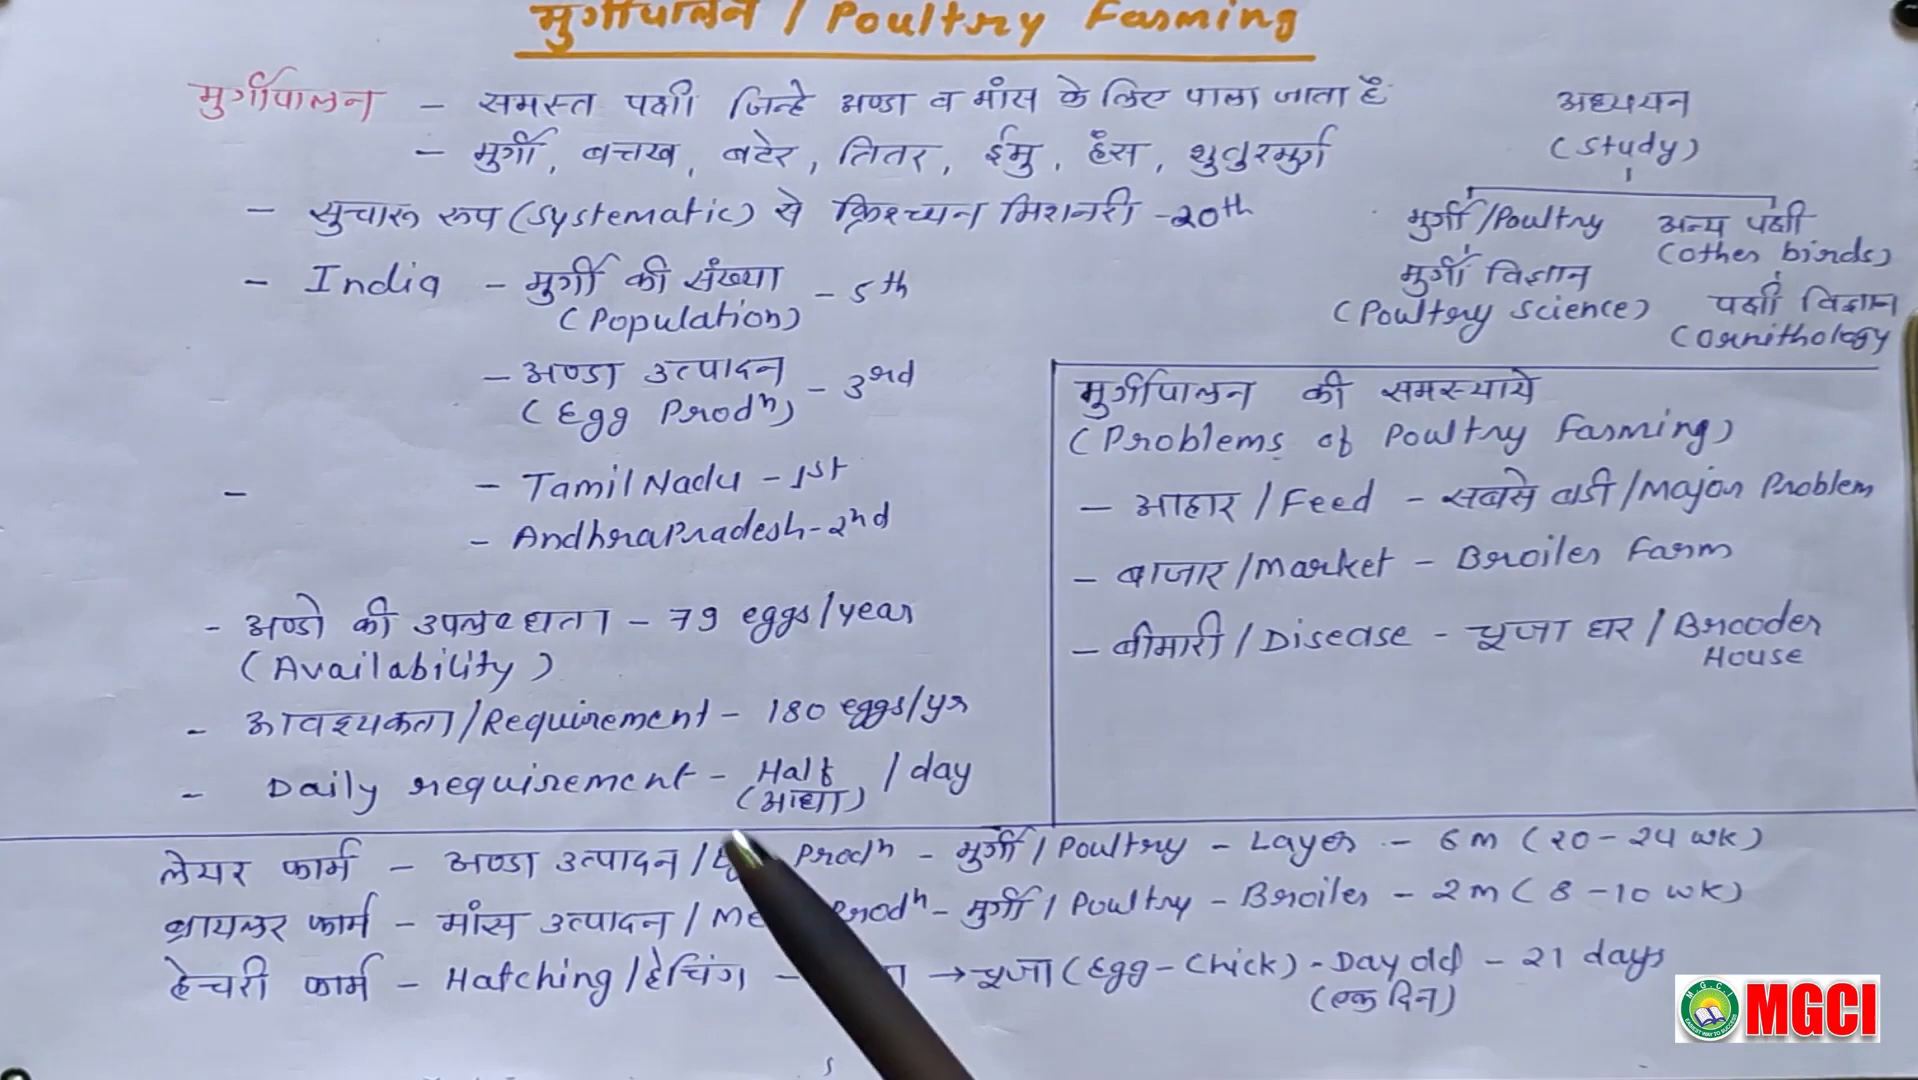 मुर्गीपालन / Poultry Farming
मुर्गीपालन - समस्त पक्षी जिन्हे अण्डा व मांस के लिए पाला जाता है
- मुर्गी, बत्तख, बटेर, तितर, ईमु, हंस, शुतुरमुर्ग
- सुचारू रूप (Systematic) से क्रिश्चयन मिशनरी - 20th
- India - मुर्गी की संख्या - 5th
(Population)
- अण्डा उत्पादन - 3rd
(Egg Prodn)
- - Tamil Nadu - 1st
- Andhra Pradesh - 2nd
- अण्डो की उपलब्धता - 79 eggs/year
(Availability)
- आवश्यकता/Requirement - 180 eggs/yr
- Daily requirement - Half / day
(आधा)
अध्ययन
(Study)
मुर्गी/Poultry अन्य पक्षी
(other birds)
मुर्गी विज्ञान
(Poultry Science) पक्षी विज्ञान
(Ornithology
मुर्गीपालन की समस्याये
(Problems of Poultry Farming)
- आहार/Feed - सबसे बडी/Major Problem
- बाजार/Market - Broiler Farm
- बीमारी/Disease - चूजा घर/Brooder
House
लेयर फार्म - अण्डा उत्पादन / Prodn - मुर्गी/Poultry - Layer - 6 m (20-24 wk)
ब्रायलर फार्म - मांस उत्पादन / Prodn - मुर्गी/Poultry - Broiler - 2 m (8-10 wk)
हेचरी फार्म - Hatching/हेचिंग - → चूजा (Egg-Chick) - Day old - 21 days
(एक दिन)
M.G.C.I
MGCI